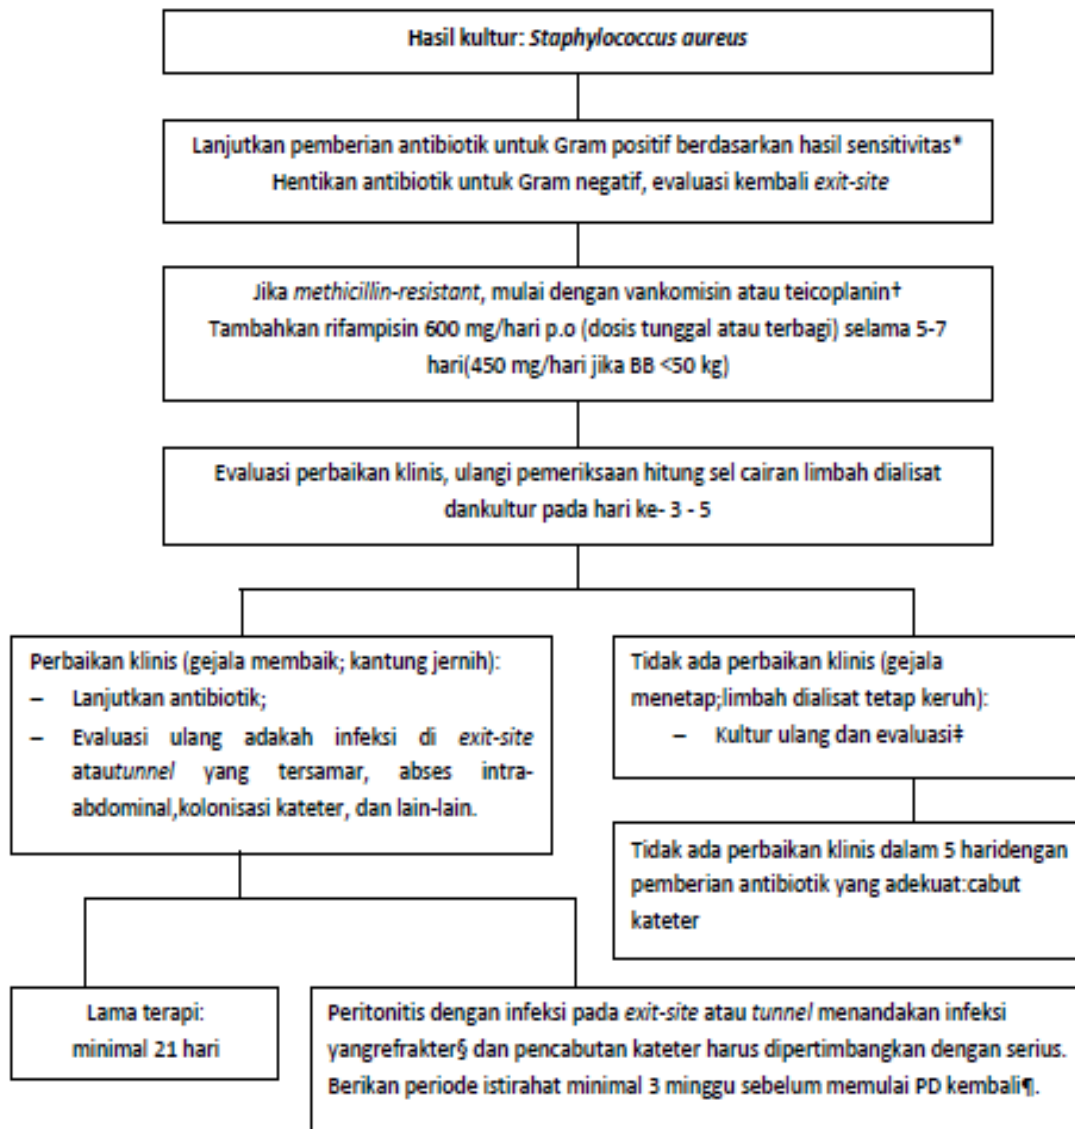 Hasil kultur: Staphylococcus aureus
Lanjutkan pemberian antibiotik untuk Gram positif berdasarkan hasil sensitivitas*
Hentikan antibiotik untuk Gram negatif, evaluasi kembali exit-site
Jika methicillin-resistant, mulai dengan vankomisin atau teicoplanin†
Tambahkan rifampisin 600 mg/hari p.o (dosis tunggal atau terbagi) selama 5-7
hari(450 mg/hari jika BB <50 kg)
Evaluasi perbaikan klinis, ulangi pemeriksaan hitung sel cairan limbah dialisat
dankultur pada hari ke- 3 - 5
Perbaikan klinis (gejala membaik; kantung jernih):
– Lanjutkan antibiotik;
– Evaluasi ulang adakah infeksi di exit-site
atautunnel yang tersamar, abses intra-
abdominal,kolonisasi kateter, dan lain-lain.
Tidak ada perbaikan klinis (gejala
menetap;limbah dialisat tetap keruh):
– Kultur ulang dan evaluasi‡
Tidak ada perbaikan klinis dalam 5 haridengan
pemberian antibiotik yang adekuat:cabut
kateter
Lama terapi:
minimal 21 hari
Peritonitis dengan infeksi pada exit-site atau tunnel menandakan infeksi
yangrefrakter§ dan pencabutan kateter harus dipertimbangkan dengan serius.
Berikan periode istirahat minimal 3 minggu sebelum memulai PD kembali¶.